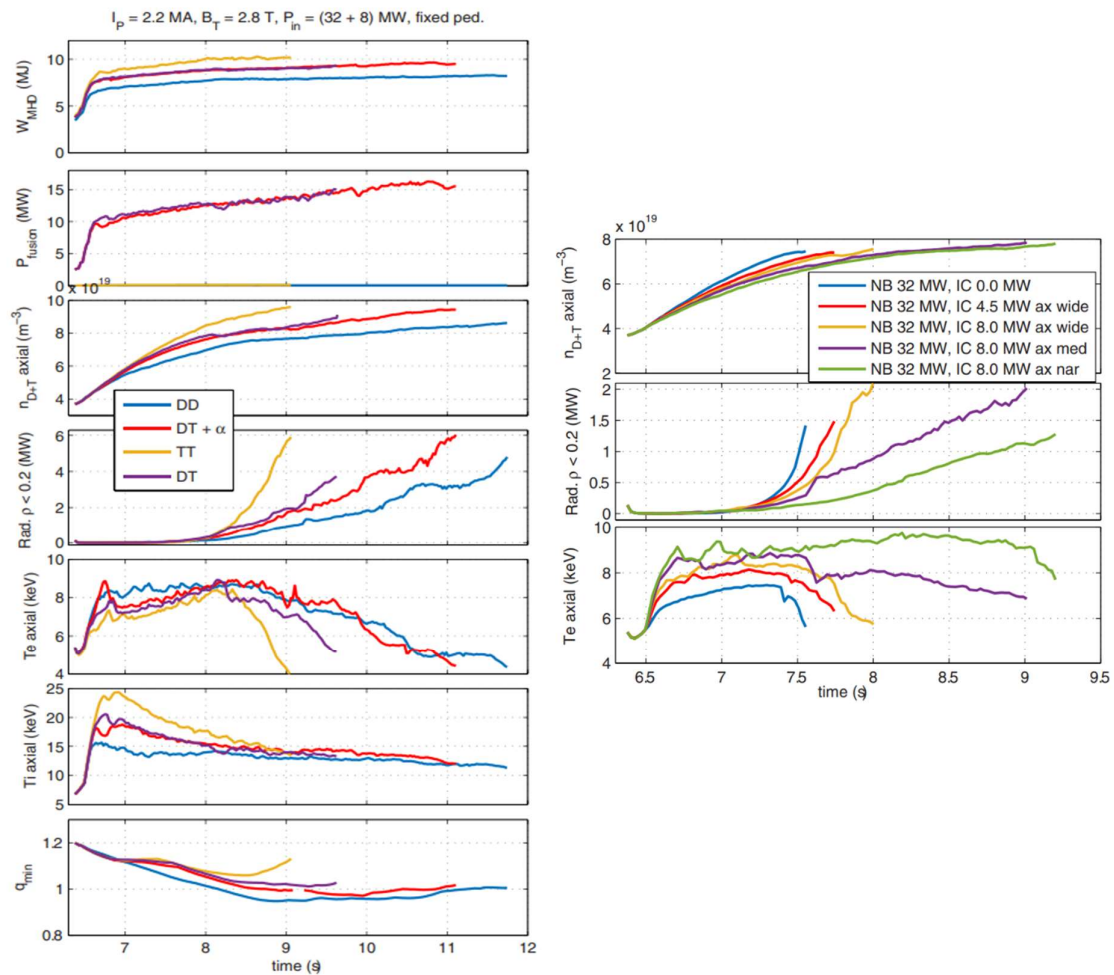 I_P = 2.2 MA, B_T = 2.8 T, P_in = (32 + 8) MW, fixed ped.
W_MHD (MJ)
10
5
0
P_fusion (MW)
15
10
5
0
x 10^19
n_D+T axial (m^-3)
10
8
6
4
DD
DT + α
TT
DT
Rad. ρ < 0.2 (MW)
6
4
2
0
Te axial (keV)
10
8
6
4
Ti axial (keV)
25
20
15
10
5
q_min
1.2
1
0.8
7
8
9
10
11
12
time (s)
x 10^19
n_D+T axial (m^-3)
8
6
4
2
NB 32 MW, IC 0.0 MW
NB 32 MW, IC 4.5 MW ax wide
NB 32 MW, IC 8.0 MW ax wide
NB 32 MW, IC 8.0 MW ax med
NB 32 MW, IC 8.0 MW ax nar
Rad. ρ < 0.2 (MW)
2
1.5
1
0.5
0
Te axial (keV)
10
8
6
4
6.5
7
7.5
8
8.5
9
9.5
time (s)